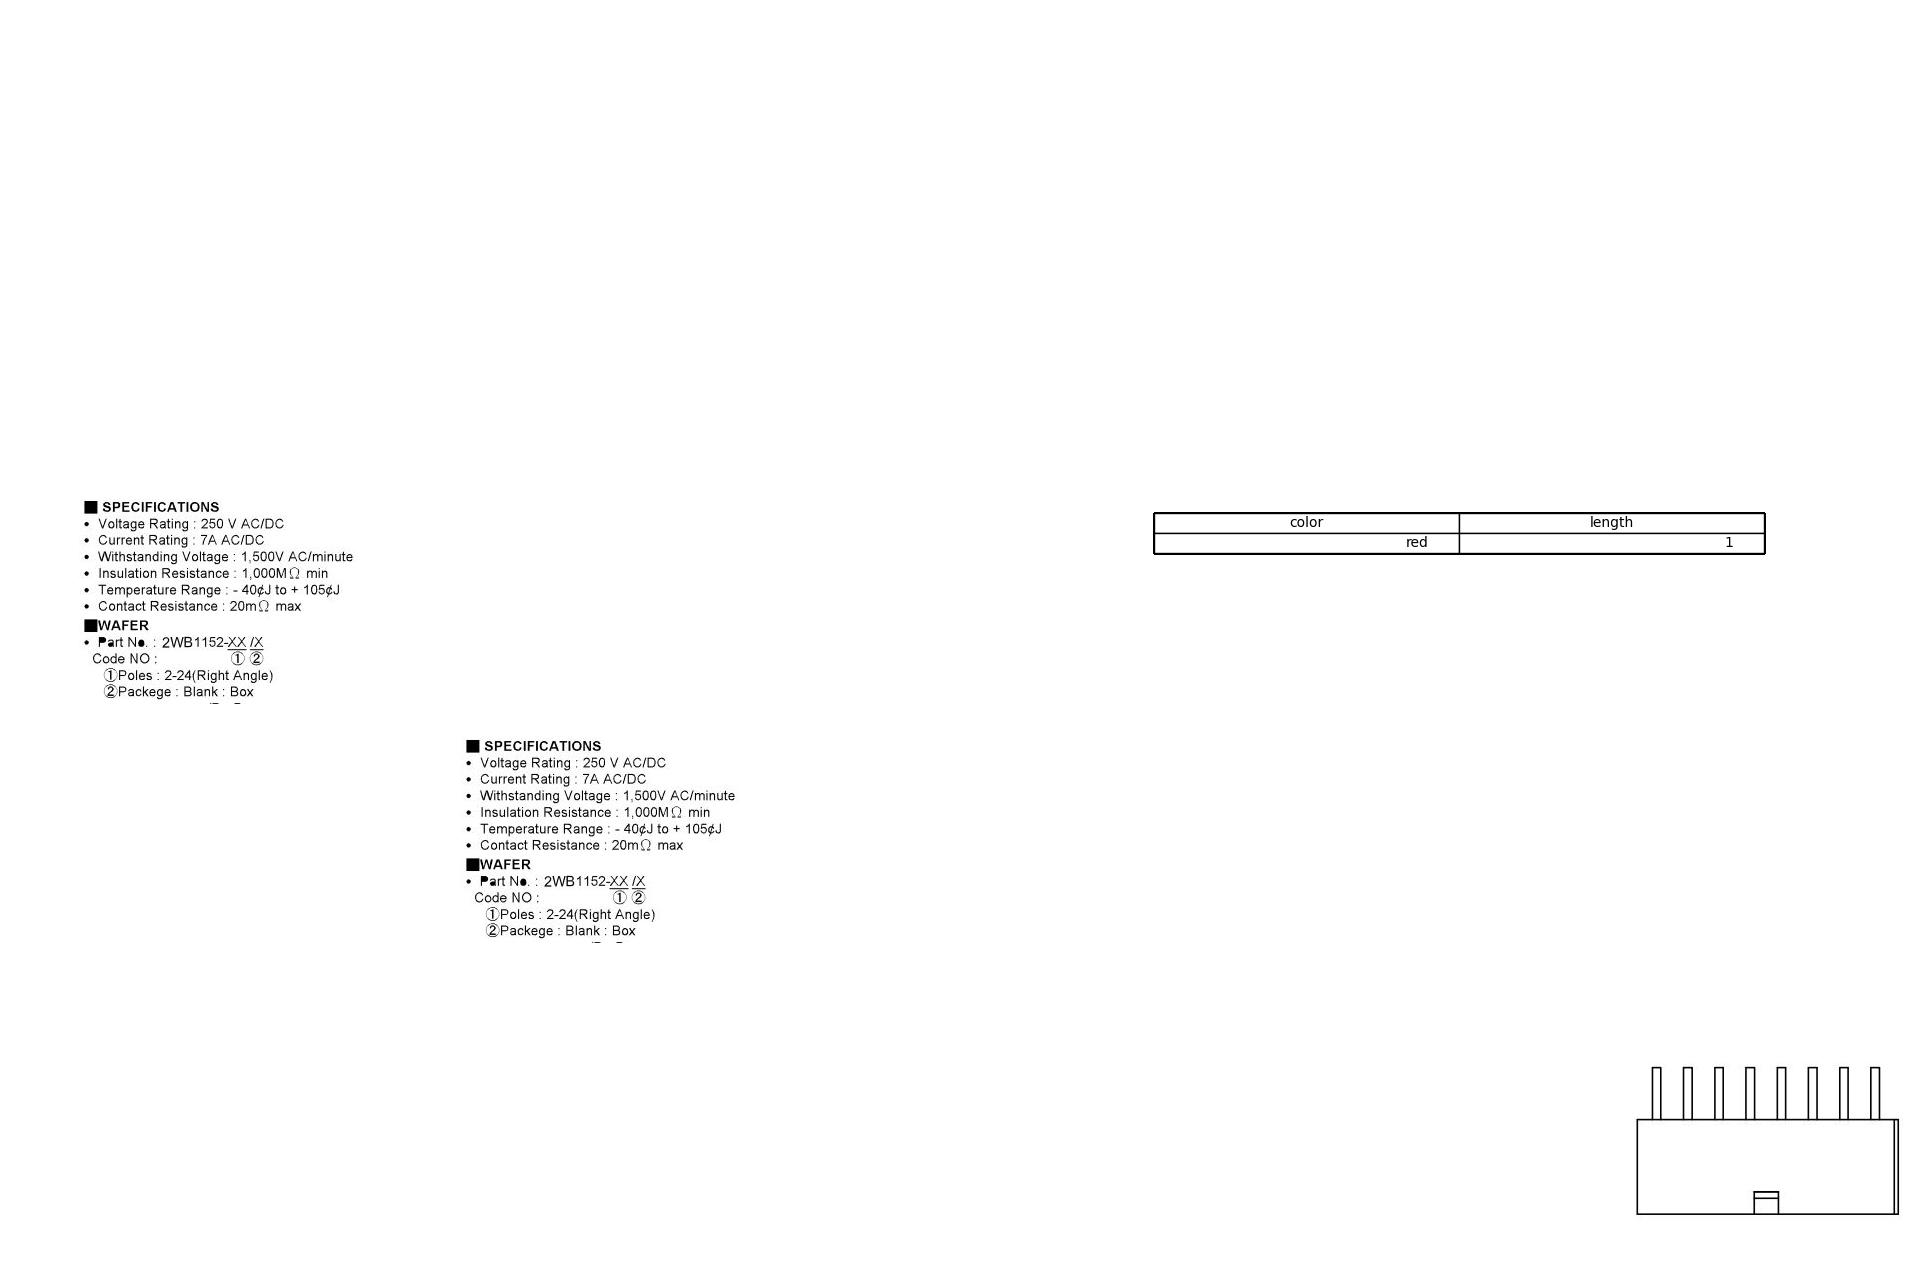 ■ SPECIFICATIONS
• Voltage Rating : 250 V AC/DC
• Current Rating : 7A AC/DC
• Withstanding Voltage : 1,500V AC/minute
• Insulation Resistance : 1,000MΩ min
• Temperature Range : - 40¢J to + 105¢J
• Contact Resistance : 20mΩ max
■WAFER
• Part No. : 2WB1152-XX /X
Code NO : ① ②
①Poles : 2-24(Right Angle)
②Packege : Blank : Box
color length
red 1
■ SPECIFICATIONS
• Voltage Rating : 250 V AC/DC
• Current Rating : 7A AC/DC
• Withstanding Voltage : 1,500V AC/minute
• Insulation Resistance : 1,000MΩ min
• Temperature Range : - 40¢J to + 105¢J
• Contact Resistance : 20mΩ max
■WAFER
• Part No. : 2WB1152-XX /X
Code NO : ① ②
①Poles : 2-24(Right Angle)
②Packege : Blank : Box